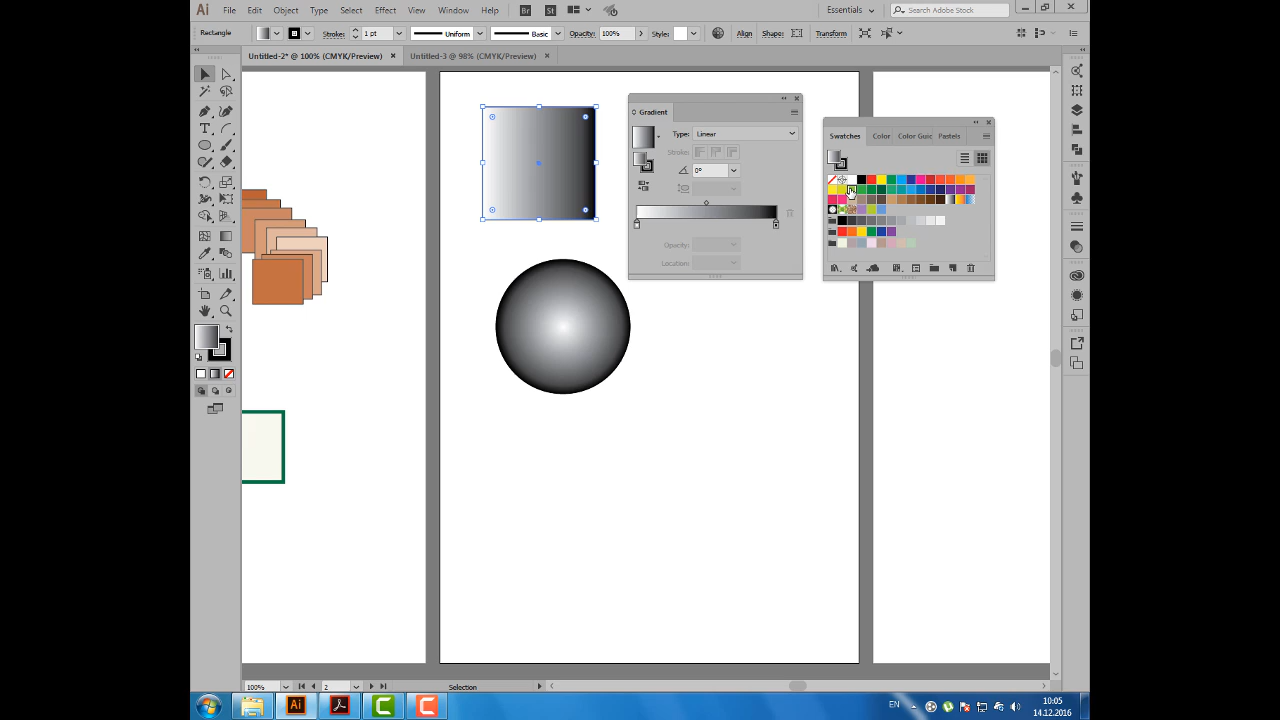 Ai File Edit Object Type Select Effect View Window Help Br St Essentials Search Adobe Stock
Rectangle Strokes: 1 pt Uniform Basic Opacity: 100% Style: Align Shape: Transform
Untitled-2* @ 100% (CMYK/Preview) Untitled-3 @ 98% (CMYK/Preview)
Gradient
Type: Linear
Stroke:
0°
Opacity:
Location:
Swatches Color Color Guic Pastels
100% 2 Selection
Ai EN 10:05
14.12.2016